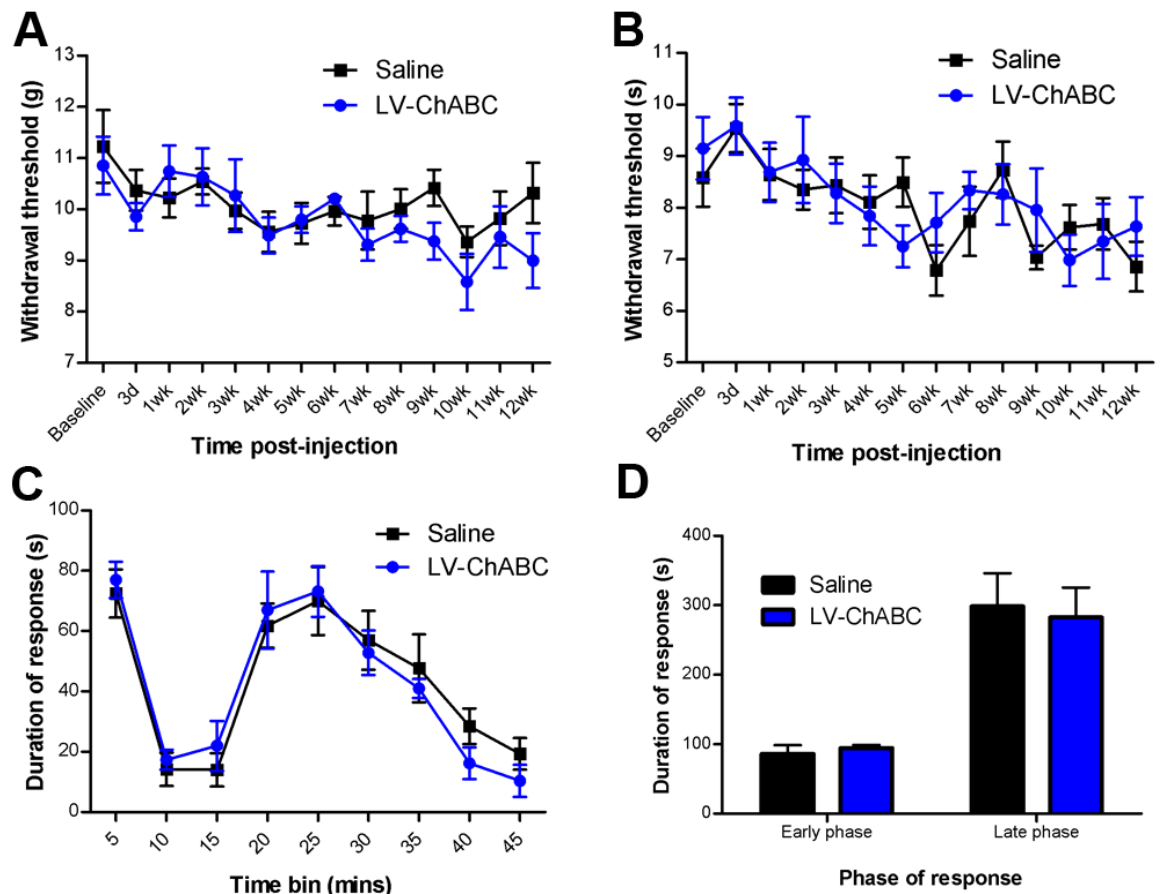 A
Withdrawal threshold (g)
13
12
11
10
9
8
7
Saline
LV-ChABC
Baseline
3d
1wk
2wk
3wk
4wk
5wk
6wk
7wk
8wk
9wk
10wk
11wk
12wk
Time post-injection
B
Withdrawal threshold (s)
11
10
9
8
7
6
5
Saline
LV-ChABC
Baseline
3d
1wk
2wk
3wk
4wk
5wk
6wk
7wk
8wk
9wk
10wk
11wk
12wk
Time post-injection
C
Duration of response (s)
100
80
60
40
20
0
Saline
LV-ChABC
5
10
15
20
25
30
35
40
45
Time bin (mins)
D
Duration of response (s)
400
300
200
100
0
Saline
LV-ChABC
Early phase
Late phase
Phase of response